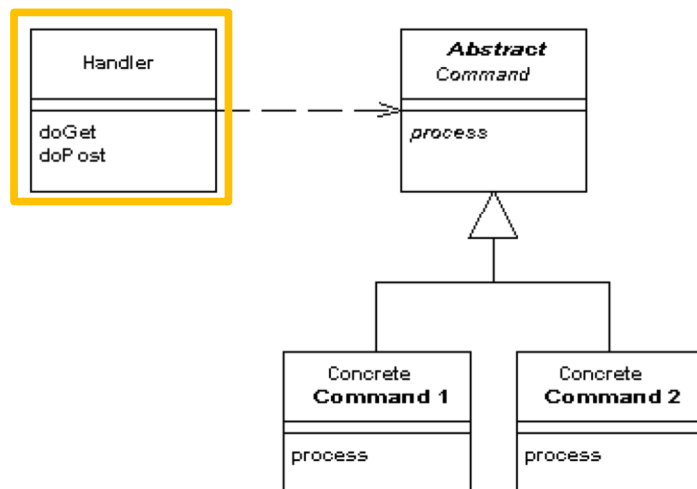 Handler
doGet
doPost
Abstract
Command
process
Concrete
Command 1
process
Concrete
Command 2
process